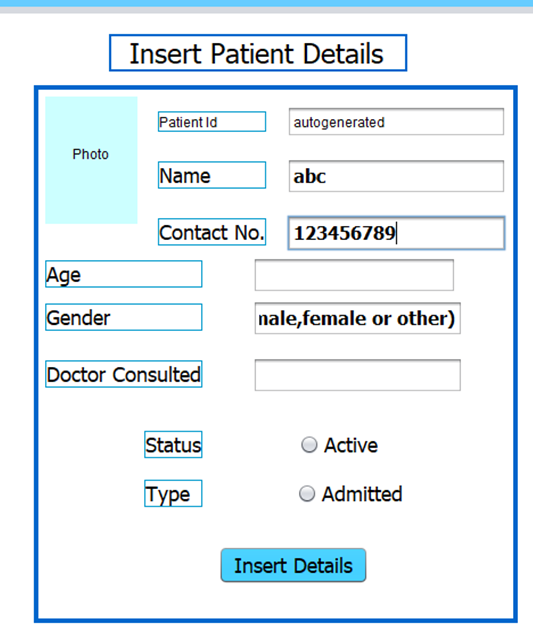 Insert Patient Details
Photo
Patient Id autogenerated
Name abc
Contact No. 123456789
Age
Gender male,female or other)
Doctor Consulted
Status Active
Type Admitted
Insert Details